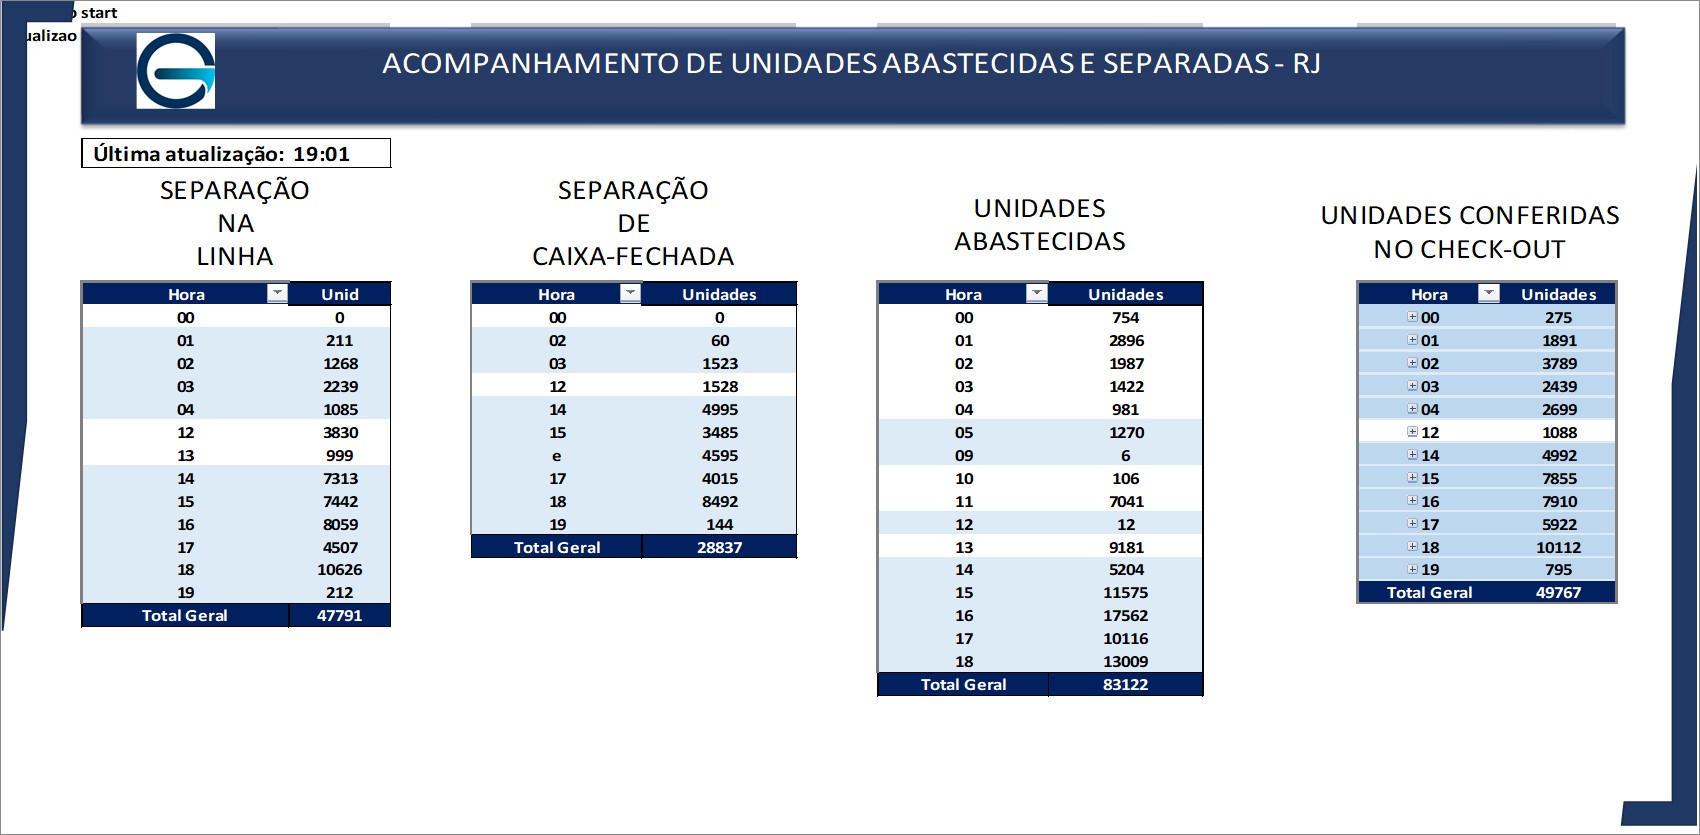 start
ualizao
ACOMPANHAMENTO DE UNIDADES ABASTECIDAS E SEPARADAS - RJ
Última atualização: 19:01
SEPARAÇÃO
NA
LINHA
Hora Unid
00 0
01 211
02 1268
03 2239
04 1085
12 3830
13 999
14 7313
15 7442
16 8059
17 4507
18 10626
19 212
Total Geral 47791
SEPARAÇÃO
DE
CAIXA-FECHADA
Hora Unidades
00 0
02 60
03 1523
12 1528
14 4995
15 3485
e 4595
17 4015
18 8492
19 144
Total Geral 28837
UNIDADES
ABASTECIDAS
Hora Unidades
00 754
01 2896
02 1987
03 1422
04 981
05 1270
09 6
10 106
11 7041
12 12
13 9181
14 5204
15 11575
16 17562
17 10116
18 13009
Total Geral 83122
UNIDADES CONFERIDAS
NO CHECK-OUT
Hora Unidades
00 275
01 1891
02 3789
03 2439
04 2699
12 1088
14 4992
15 7855
16 7910
17 5922
18 10112
19 795
Total Geral 49767